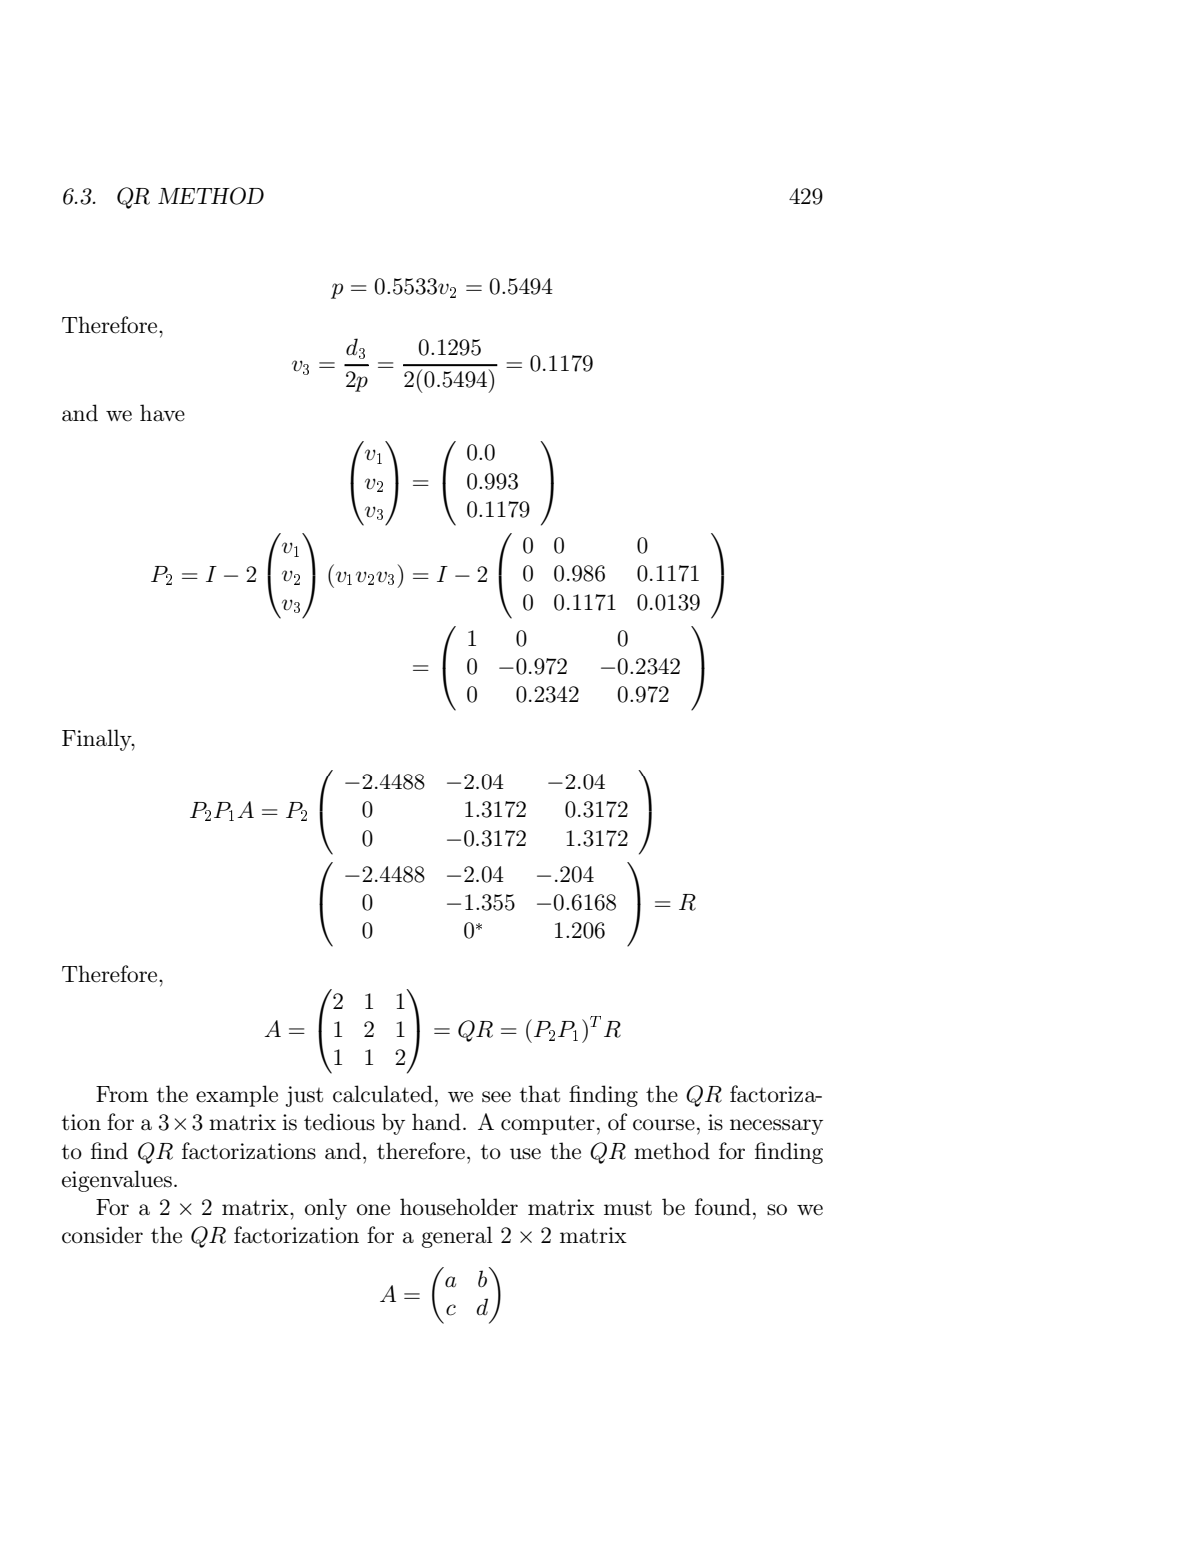 6.3. QR METHOD 429
p = 0.5533v₂ = 0.5494
Therefore,
v₃ = d₃/2p = 0.1295/2(0.5494) = 0.1179
and we have
(v₁ v₂ v₃) = (0.0 0.993 0.1179)
P₂ = I − 2 (v₁ v₂ v₃) (v₁v₂v₃) = I − 2 (0 0 0; 0 0.986 0.1171; 0 0.1171 0.0139)
= (1 0 0; 0 −0.972 −0.2342; 0 0.2342 0.972)
Finally,
P₂P₁A = P₂ (−2.4488 −2.04 −2.04; 0 1.3172 0.3172; 0 −0.3172 1.3172)
(−2.4488 −2.04 −.204; 0 −1.355 −0.6168; 0 0* 1.206) = R
Therefore,
A = (2 1 1; 1 2 1; 1 1 2) = QR = (P₂P₁)ᵀR
From the example just calculated, we see that finding the QR factoriza-
tion for a 3×3 matrix is tedious by hand. A computer, of course, is necessary
to find QR factorizations and, therefore, to use the QR method for finding
eigenvalues.
For a 2 × 2 matrix, only one householder matrix must be found, so we
consider the QR factorization for a general 2 × 2 matrix
A = (a b; c d)